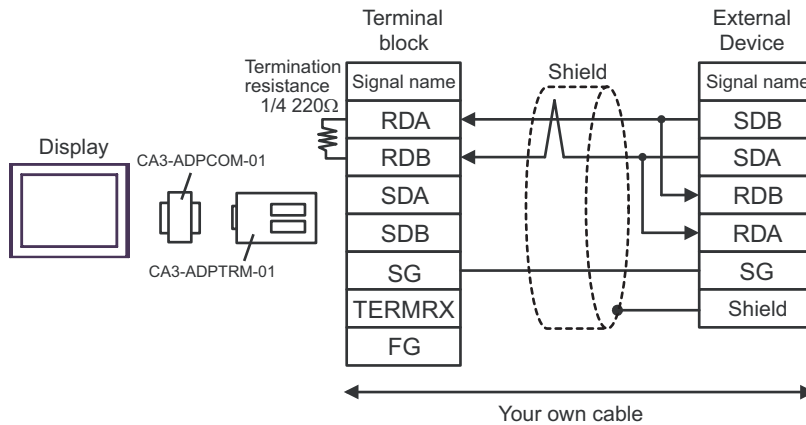 Terminal
block
External
Device
Termination
resistance
1/4 220Ω
Signal name
Shield
Signal name
RDA
SDB
Display
CA3-ADPCOM-01
RDB
SDA
SDA
RDB
SDB
RDA
CA3-ADPTRM-01
SG
SG
TERMRX
Shield
FG
Your own cable